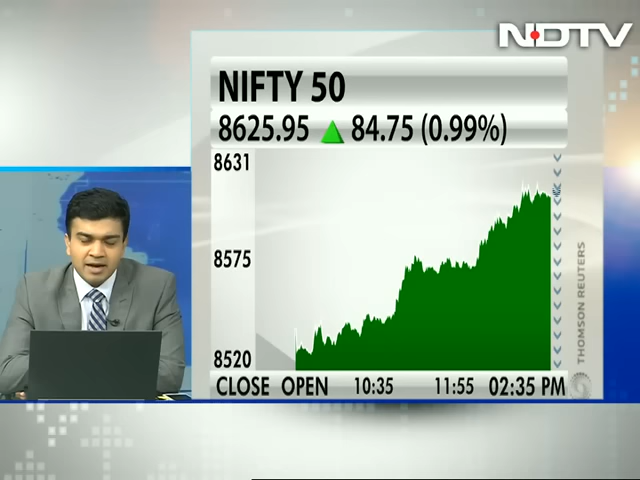 NDTV
NIFTY 50
8625.95 ▲ 84.75 (0.99%)
8631
8575
8520
CLOSE OPEN 10:35 11:55 02:35 PM
THOMSON REUTERS